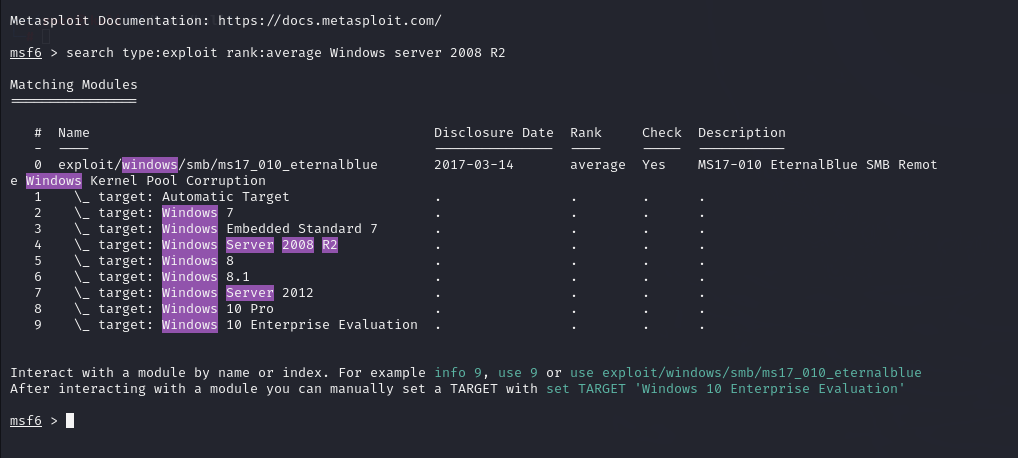 Metasploit Documentation: https://docs.metasploit.com/
msf6 > search type:exploit rank:average Windows server 2008 R2
Matching Modules
================
#  Name                                      Disclosure Date  Rank     Check  Description
-  ----                                      ---------------  ----     -----  -----------
0  exploit/windows/smb/ms17_010_eternalblue  2017-03-14       average  Yes    MS17-010 EternalBlue SMB Remot
e Windows Kernel Pool Corruption
1    \_ target: Automatic Target             .                .        .      .
2    \_ target: Windows 7                    .                .        .      .
3    \_ target: Windows Embedded Standard 7  .                .        .      .
4    \_ target: Windows Server 2008 R2       .                .        .      .
5    \_ target: Windows 8                    .                .        .      .
6    \_ target: Windows 8.1                  .                .        .      .
7    \_ target: Windows Server 2012          .                .        .      .
8    \_ target: Windows 10 Pro               .                .        .      .
9    \_ target: Windows 10 Enterprise Evaluation  .           .        .      .
Interact with a module by name or index. For example info 9, use 9 or use exploit/windows/smb/ms17_010_eternalblue
After interacting with a module you can manually set a TARGET with set TARGET 'Windows 10 Enterprise Evaluation'
msf6 >